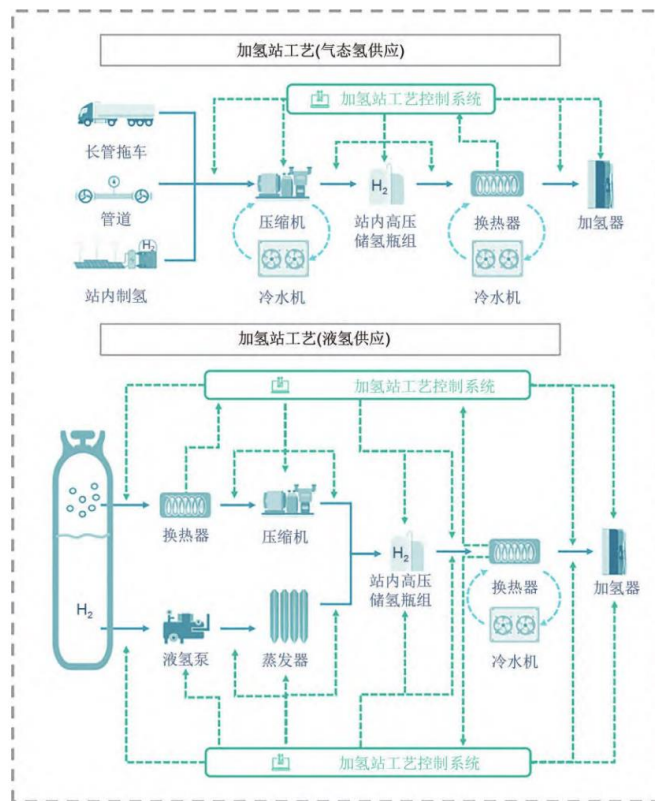 加氢站工艺(气态氢供应)
加氢站工艺控制系统
长管拖车
管道
H₂
站内制氢
压缩机
冷水机
H₂
站内高压
储氢瓶组
换热器
冷水机
加氢器
加氢站工艺(液氢供应)
加氢站工艺控制系统
换热器
压缩机
H₂
站内高压
储氢瓶组
换热器
冷水机
加氢器
H₂
液氢泵
蒸发器
加氢站工艺控制系统